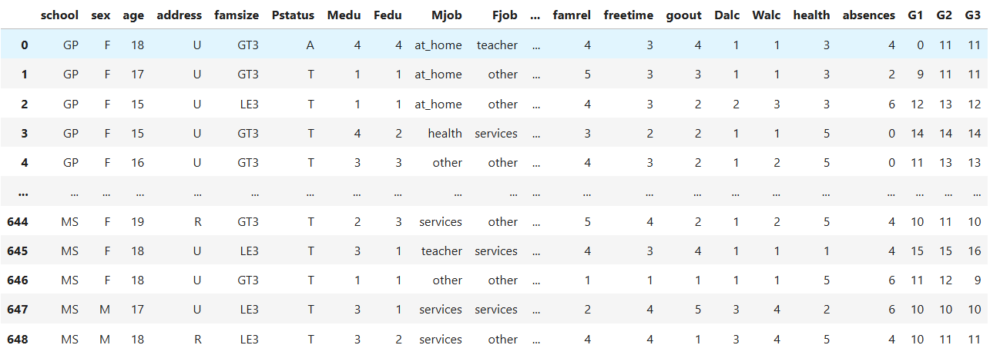 school sex age address famsize Pstatus Medu Fedu Mjob Fjob ... famrel freetime goout Dalc Walc health absences G1 G2 G3
0 GP F 18 U GT3 A 4 4 at_home teacher ... 4 3 4 1 1 3 4 0 11 11
1 GP F 17 U GT3 T 1 1 at_home other ... 5 3 3 1 1 3 2 9 11 11
2 GP F 15 U LE3 T 1 1 at_home other ... 4 3 2 2 3 3 6 12 13 12
3 GP F 15 U GT3 T 4 2 health services ... 3 2 2 1 1 5 0 14 14 14
4 GP F 16 U GT3 T 3 3 other other ... 4 3 2 1 2 5 0 11 13 13
... ... ... ... ... ... ... ... ... ... ... ... ... ... ... ... ... ... ... ... ... ...
644 MS F 19 R GT3 T 2 3 services other ... 5 4 2 1 2 5 4 10 11 10
645 MS F 18 U LE3 T 3 1 teacher services ... 4 3 4 1 1 1 4 15 15 16
646 MS F 18 U GT3 T 1 1 other other ... 1 1 1 1 1 5 6 11 12 9
647 MS M 17 U LE3 T 3 1 services services ... 2 4 5 3 4 2 6 10 10 10
648 MS M 18 R LE3 T 3 2 services other ... 4 4 1 3 4 5 4 10 11 11